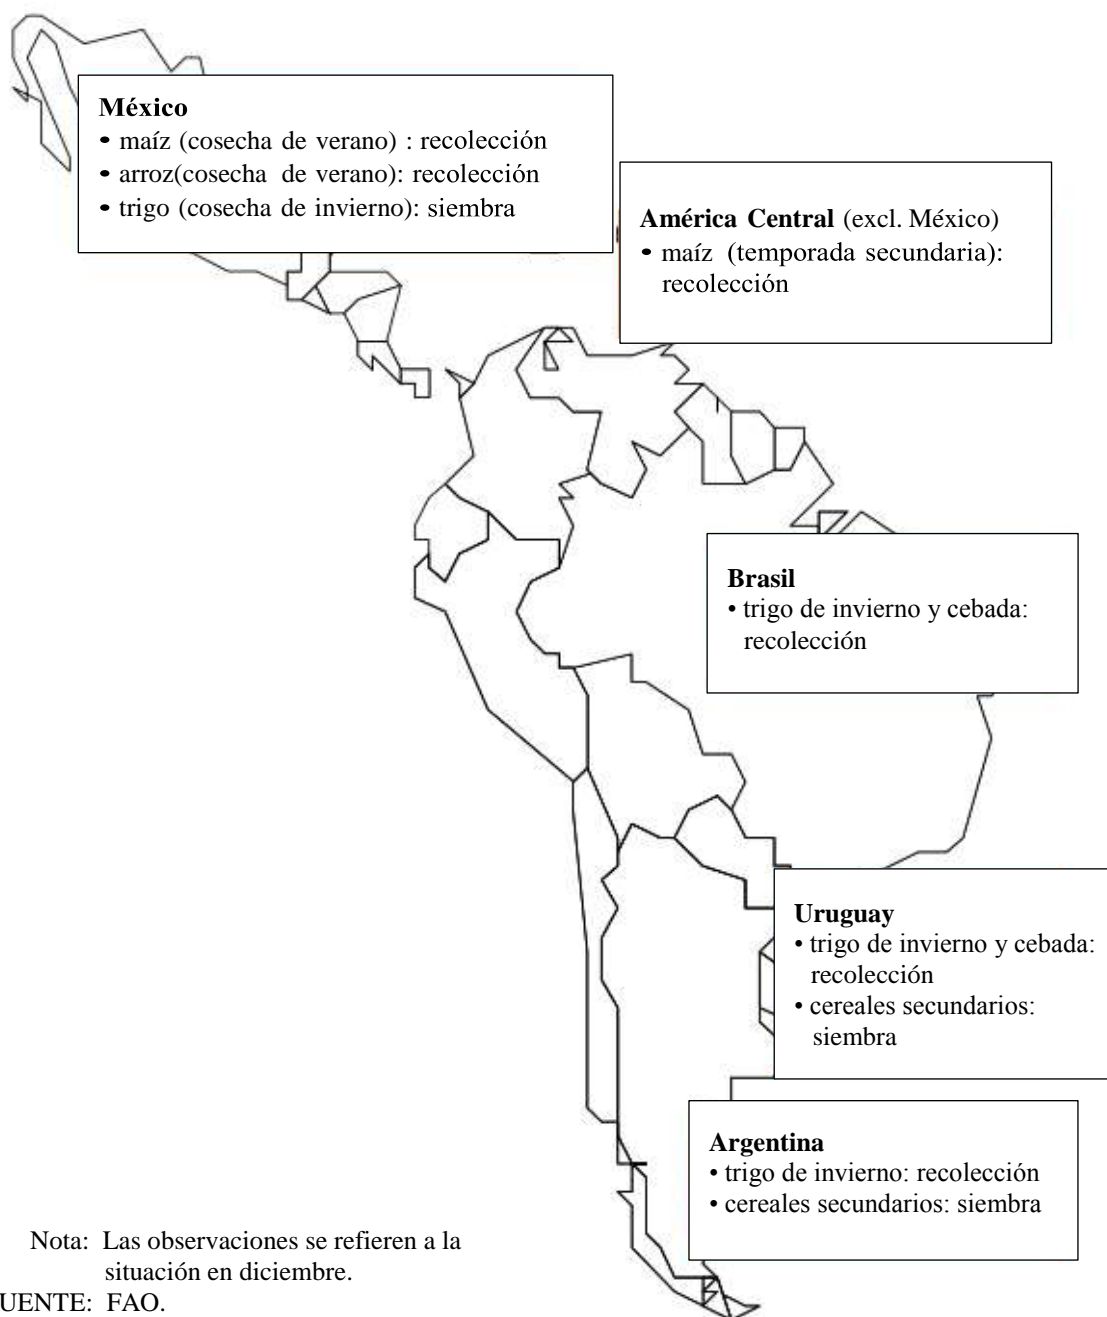 México
• maíz (cosecha de verano) : recolección
• arroz(cosecha de verano): recolección
• trigo (cosecha de invierno): siembra
América Central (excl. México)
• maíz (temporada secundaria):
recolección
Brasil
• trigo de invierno y cebada:
recolección
Uruguay
• trigo de invierno y cebada:
recolección
• cereales secundarios:
siembra
Argentina
• trigo de invierno: recolección
• cereales secundarios: siembra
Nota: Las observaciones se refieren a la
situación en diciembre.
UENTE: FAO.